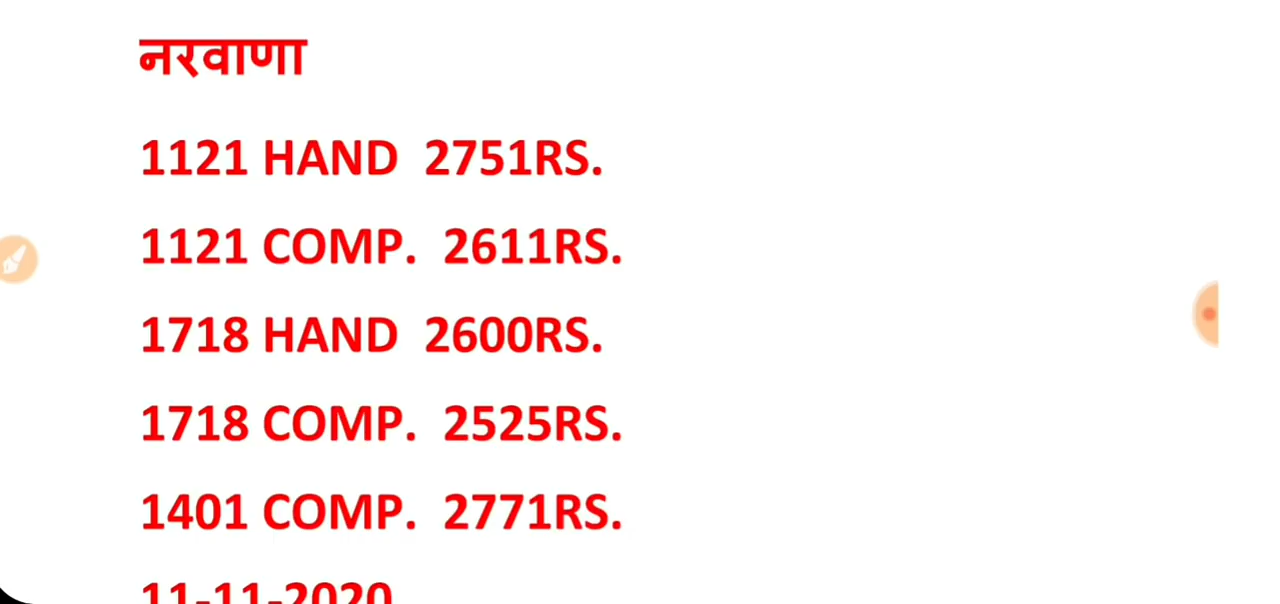 नरवाणा
1121 HAND 2751RS.
1121 COMP. 2611RS.
1718 HAND 2600RS.
1718 COMP. 2525RS.
1401 COMP. 2771RS.
11-11-2020